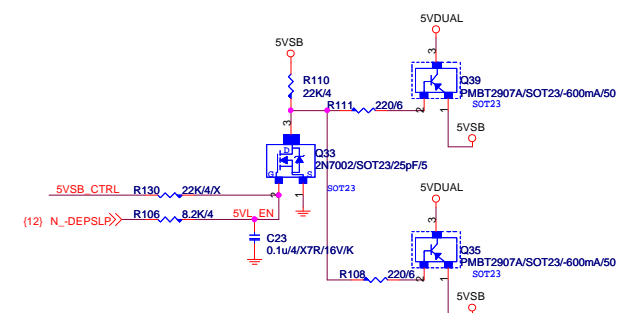 5VDUAL
5VSB
3
Q39
PMBT2907A/SOT23/-600mA/50
SOT23
R110
22K/4
R111
220/6
2
1
5VSB
3
D
Q33
2N7002/SOT23/25pF/5
G
S
SOT23
2
1
5VSB_CTRL
R130
22K/4/X
{12} N_-DEPSLP
R106
8.2K/4
5VL_EN
C23
0.1u/4/X7R/16V/K
5VDUAL
3
Q35
PMBT2907A/SOT23/-600mA/50
SOT23
R108
220/6
2
1
5VSB